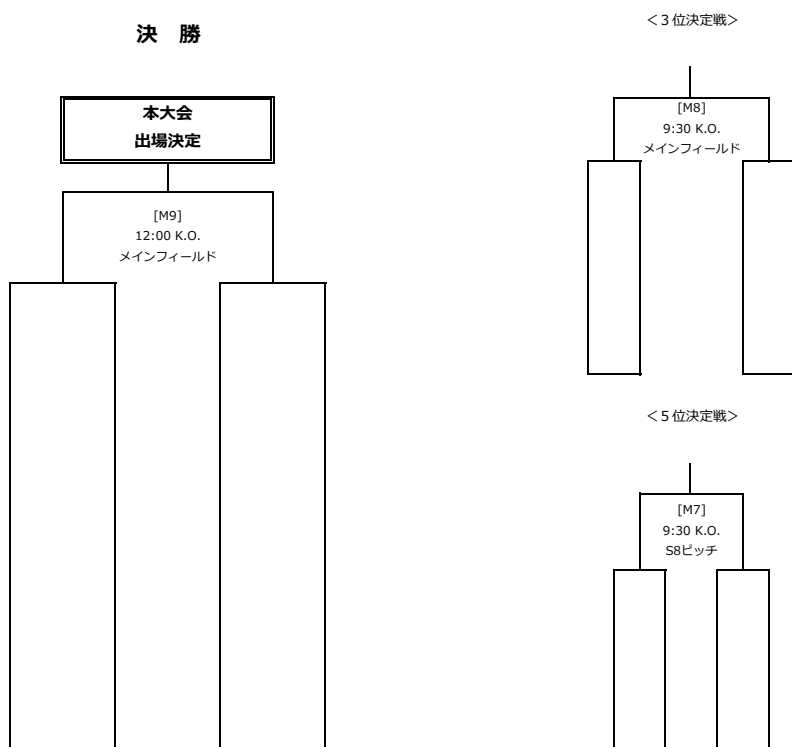 決 勝
本大会
出場決定
[M9]
12:00 K.O.
メインフィールド
<3位決定戦>
[M8]
9:30 K.O.
メインフィールド
<5位決定戦>
[M7]
9:30 K.O.
S8ピッチ